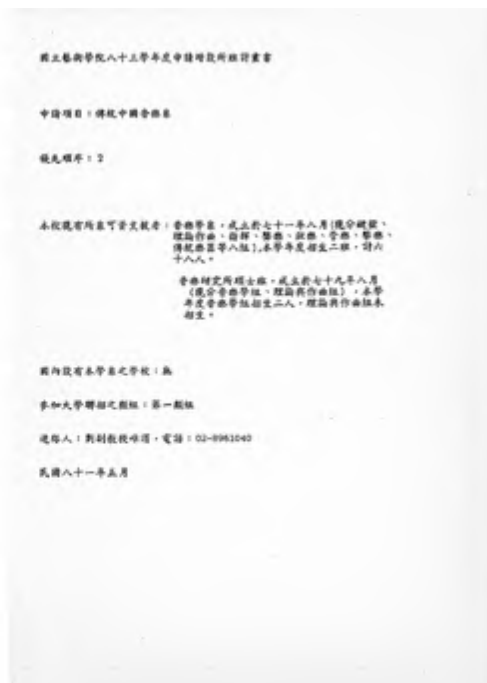 國立藝術學院八十三學年度申請增設所組計畫書
申請項目：傳統中國音樂系
優先順序：2
本校現有所系可資支援者：音樂學系，成立於七十一年八月(現分鍵盤、
理論作曲、指揮、聲樂、弦樂、管樂、擊樂、
傳統樂器等八組),本學年度招生二班，計六
十八人。
音樂研究所碩士班，成立於七十九年八月
（現分音樂學組、理論與作曲組），本學
年度音樂學組招生二人，理論與作曲組未
招生。
國內設有本學系之學校：無
參加大學聯招之類組：第一類組
連絡人：劉副教授，電話：02-8961040
民國八十一年五月